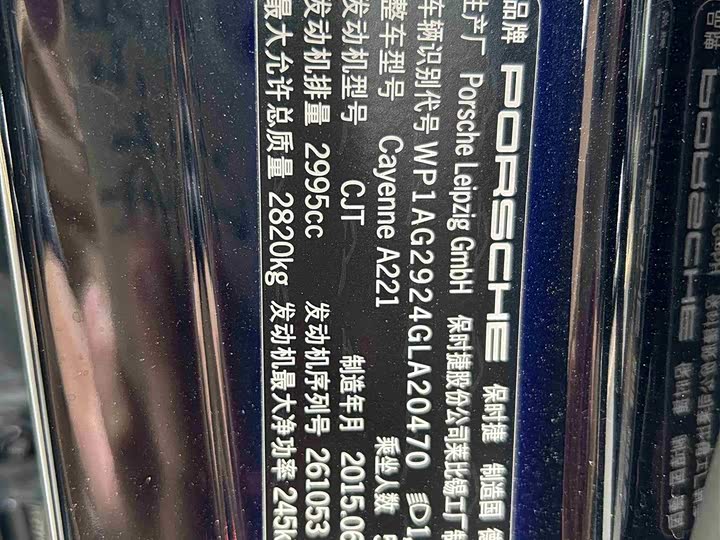 品牌 PORSCHE 保时捷 制造国
生产厂 Porsche Leipzig GmbH 保时捷股份公司莱比锡工厂
车辆识别代号 WP1AG2924GLA20470
整车型号 Cayenne A221 乘坐人数
发动机型号 CJT 制造年月 2015.06
发动机排量 2995cc 发动机序列号 261053
最大允许总质量 2820kg 发动机最大净功率 245k